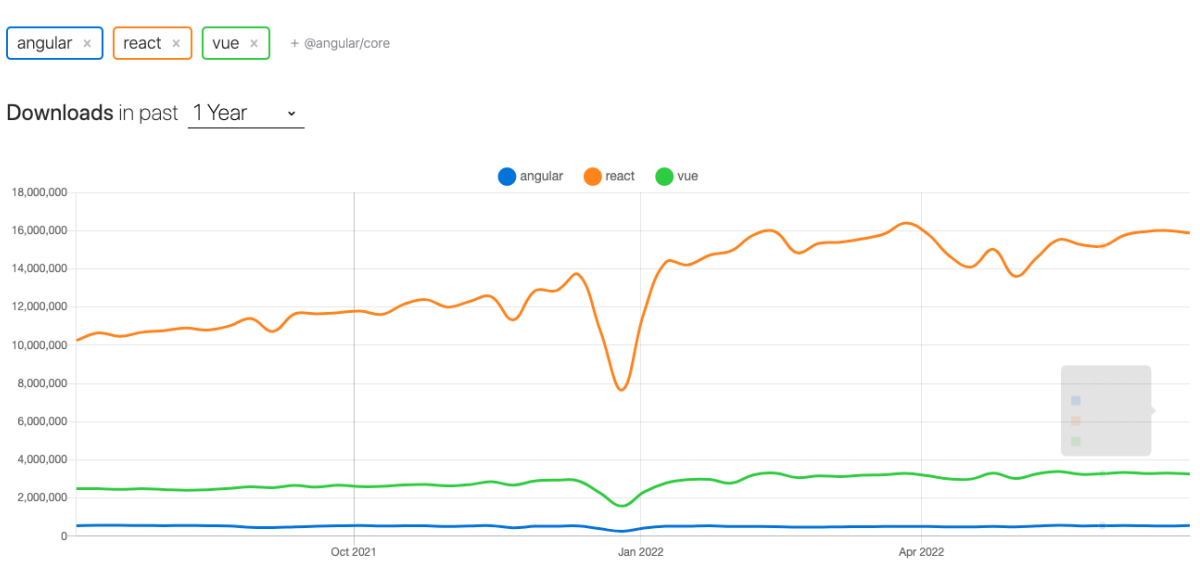 angular × react × vue × + @angular/core
Downloads in past 1 Year
angular react vue
18,000,000
16,000,000
14,000,000
12,000,000
10,000,000
8,000,000
6,000,000
4,000,000
2,000,000
0
Oct 2021 Jan 2022 Apr 2022